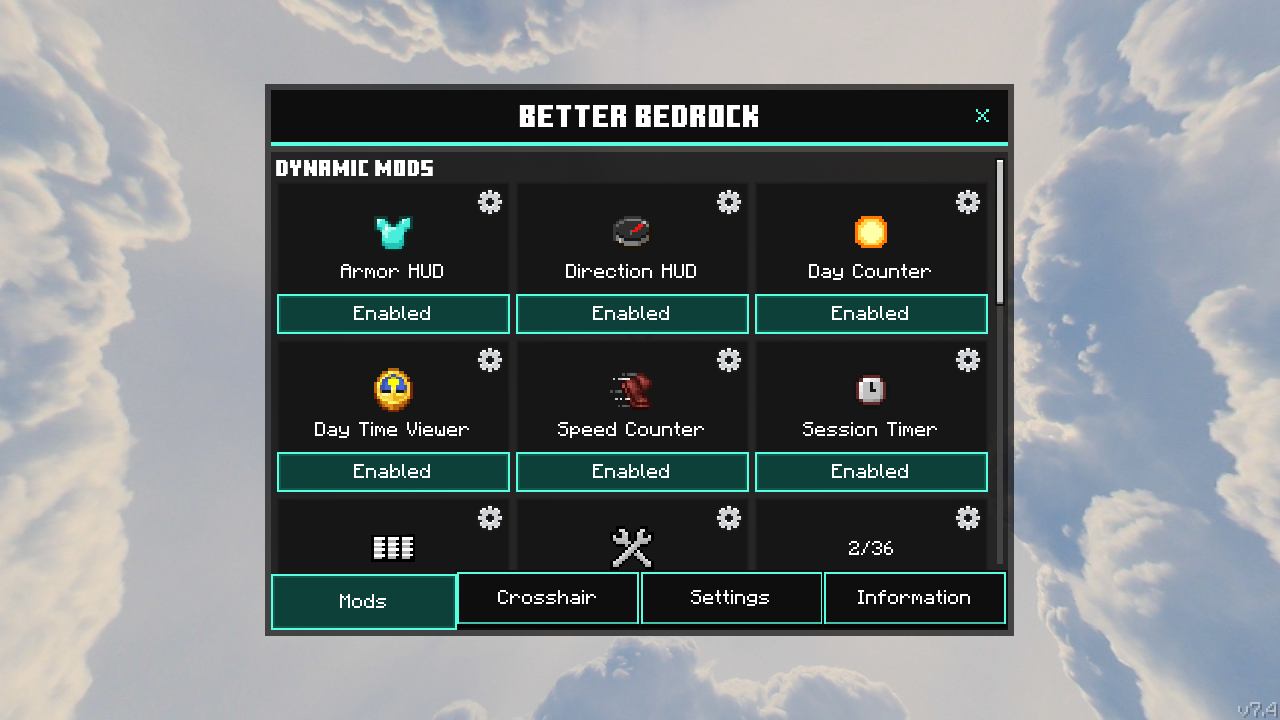 BETTER BEDROCK
DYNAMIC MODS
Armor HUD
Direction HUD
Day Counter
Enabled
Enabled
Enabled
Day Time Viewer
Speed Counter
Session Timer
Enabled
Enabled
Enabled
2/36
Mods
Crosshair
Settings
Information
v7.4